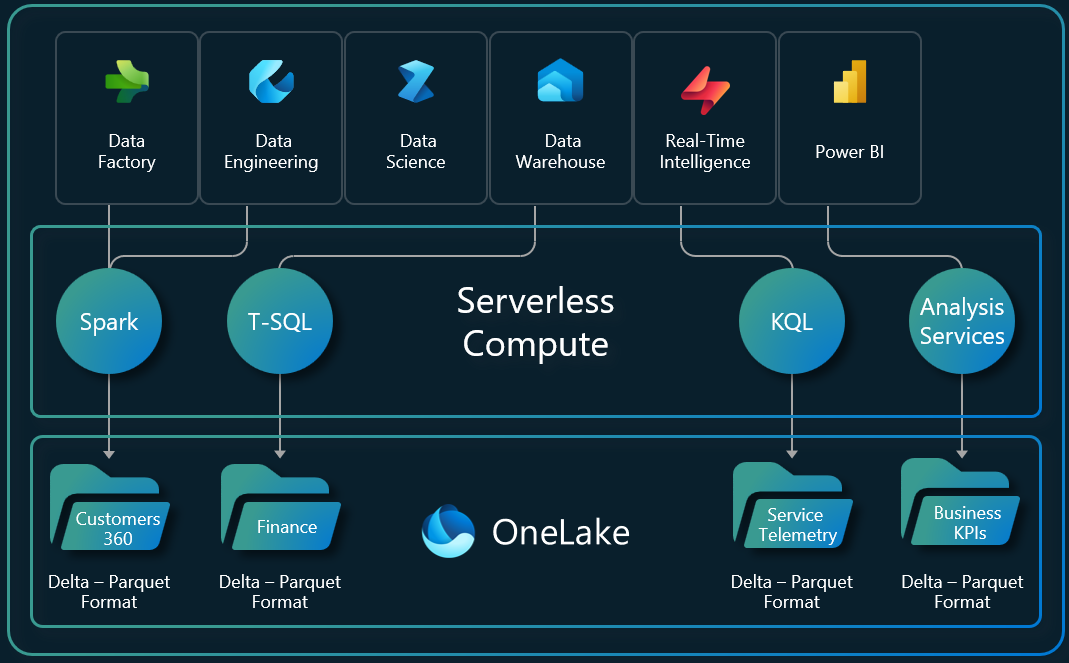 Data
Factory
Data
Engineering
Data
Science
Data
Warehouse
Real-Time
Intelligence
Power BI
Spark
T-SQL
Serverless
Compute
KQL
Analysis
Services
Customers
360
Finance
OneLake
Service
Telemetry
Business
KPIs
Delta – Parquet
Format
Delta – Parquet
Format
Delta – Parquet
Format
Delta – Parquet
Format